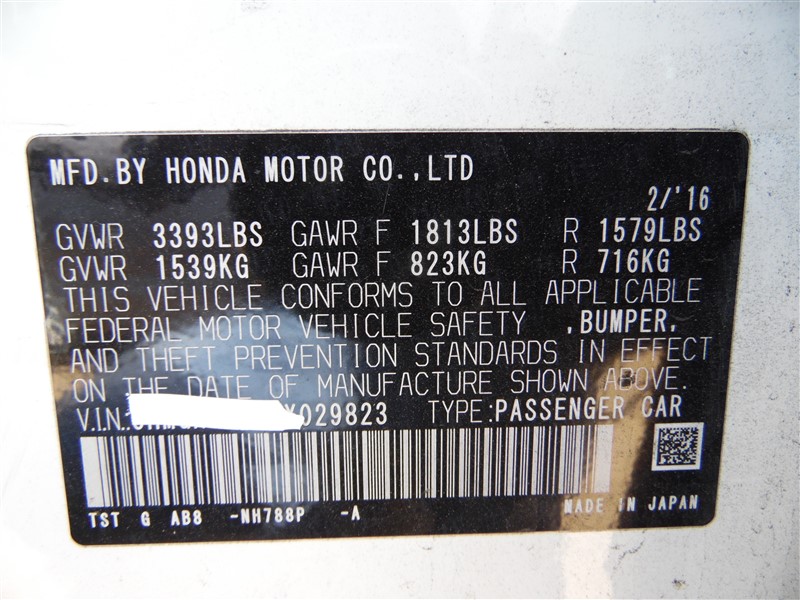 MFD. BY HONDA MOTOR CO., LTD
2/'16
GVWR 3393LBS GAWR F 1813LBS R 1579LBS
GVWR 1539KG GAWR F 823KG R 716KG
THIS VEHICLE CONFORMS TO ALL APPLICABLE
FEDERAL MOTOR VEHICLE SAFETY ,BUMPER,
AND THEFT PREVENTION STANDARDS IN EFFECT
ON THE DATE OF MANUFACTURE SHOWN ABOVE.
V.I.N.: 029823 TYPE:PASSENGER CAR
TST G AB8 -NH788P -A MADE IN JAPAN